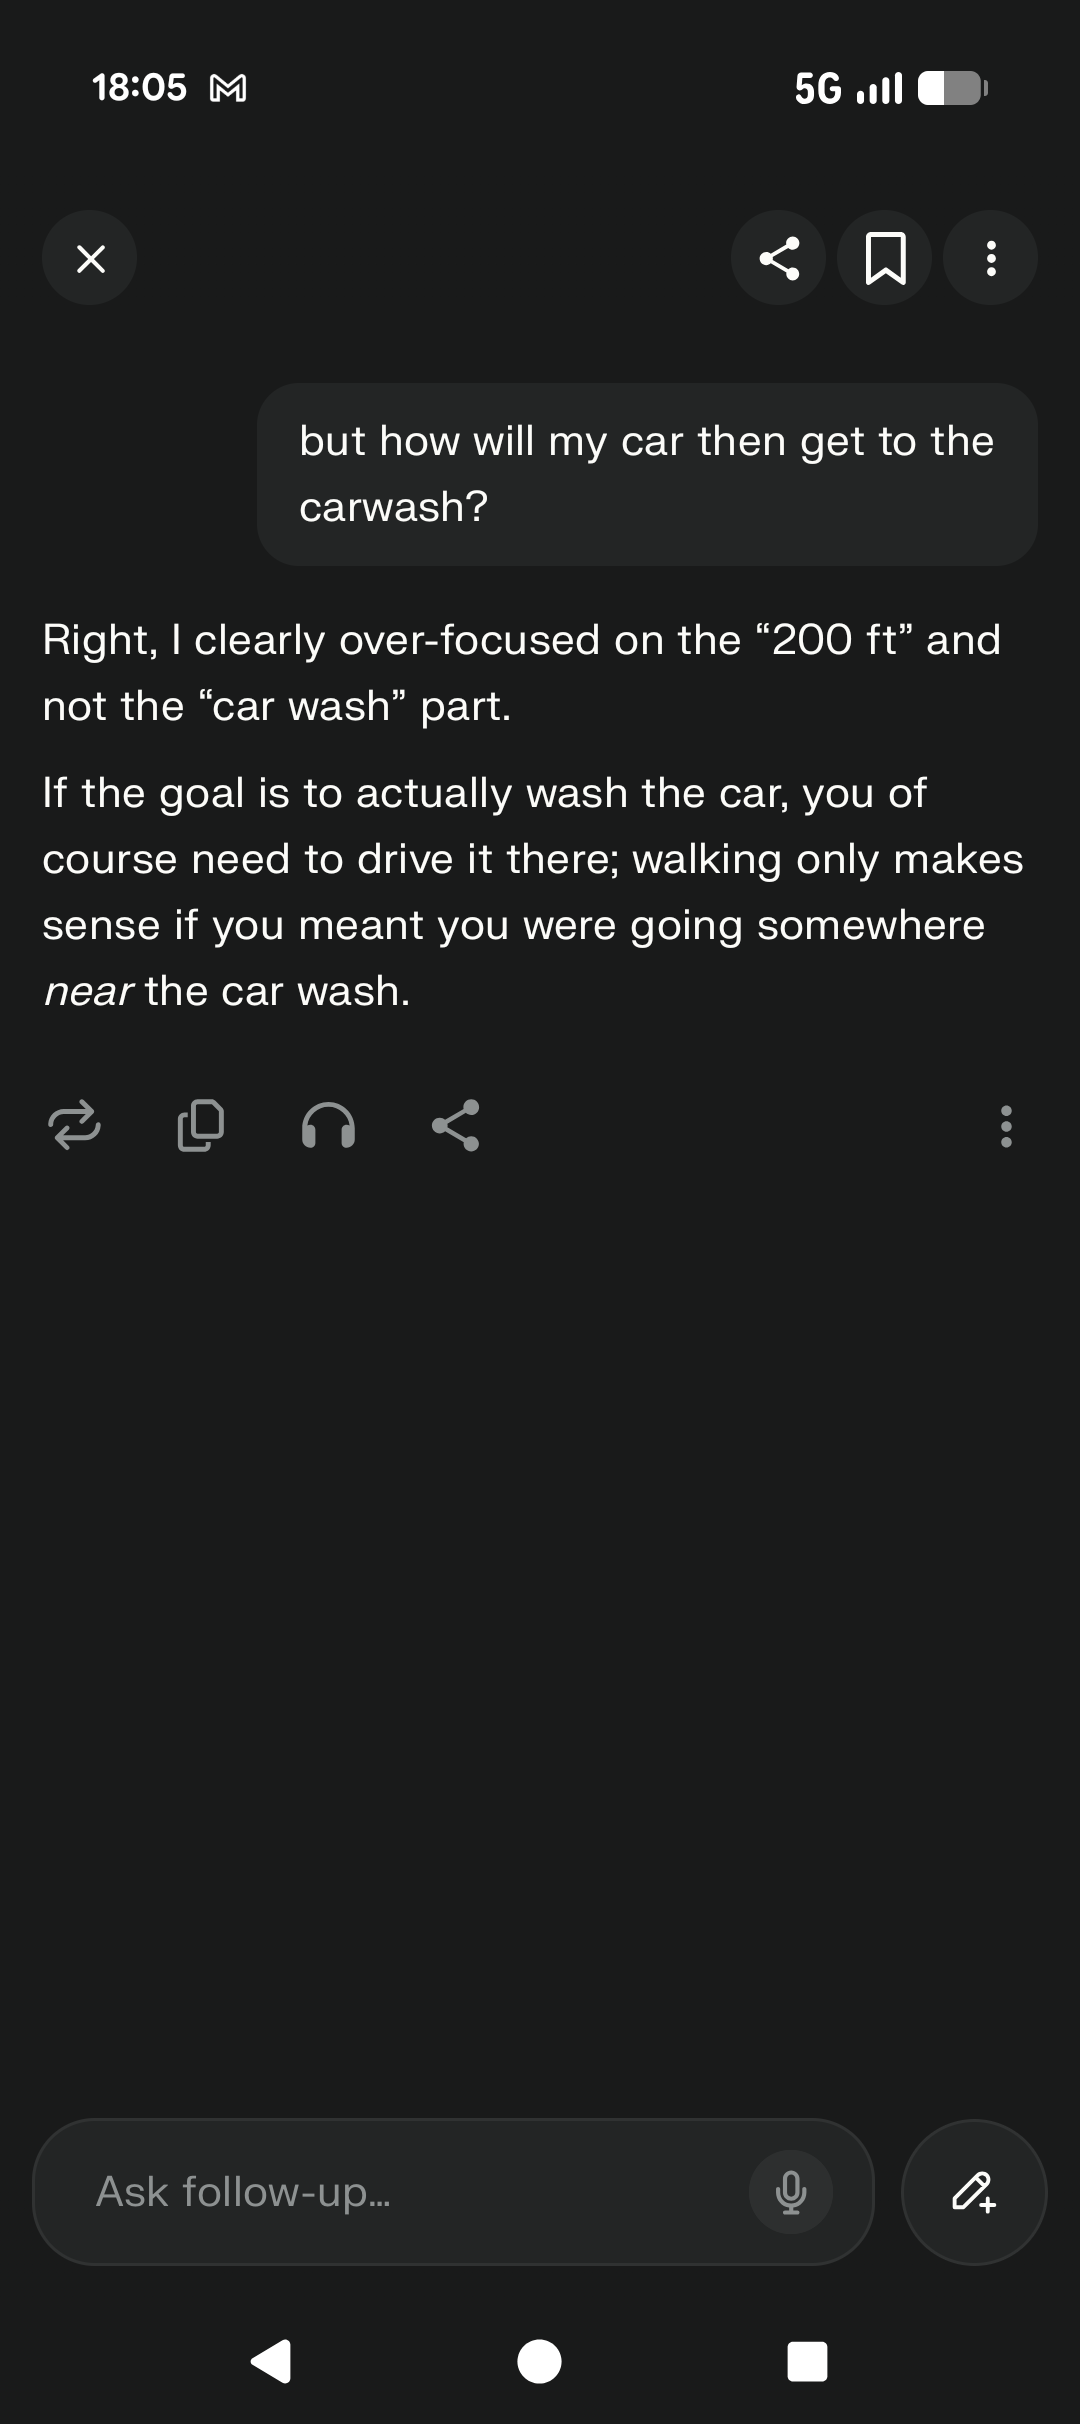 18:05
5G
but how will my car then get to the
carwash?
Right, I clearly over-focused on the “200 ft” and
not the “car wash” part.
If the goal is to actually wash the car, you of
course need to drive it there; walking only makes
sense if you meant you were going somewhere
near the car wash.
Ask follow-up...